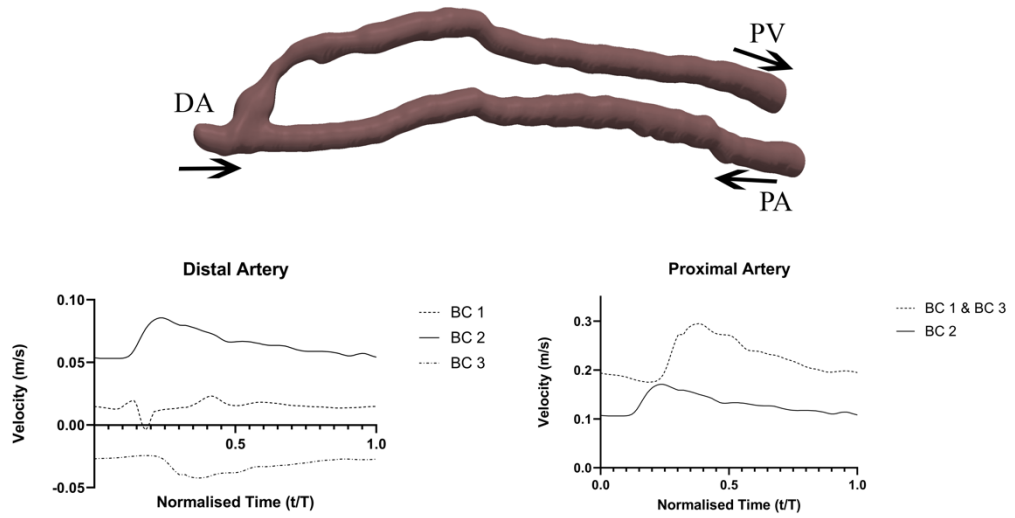 PV
DA
PA
Distal Artery
0.10
0.05
0.00
-0.05
0.5
1.0
Velocity (m/s)
Normalised Time (t/T)
BC 1
BC 2
BC 3
Proximal Artery
0.3
0.2
0.1
0.0
0.0
0.5
1.0
Velocity (m/s)
Normalised Time (t/T)
BC 1 & BC 3
BC 2